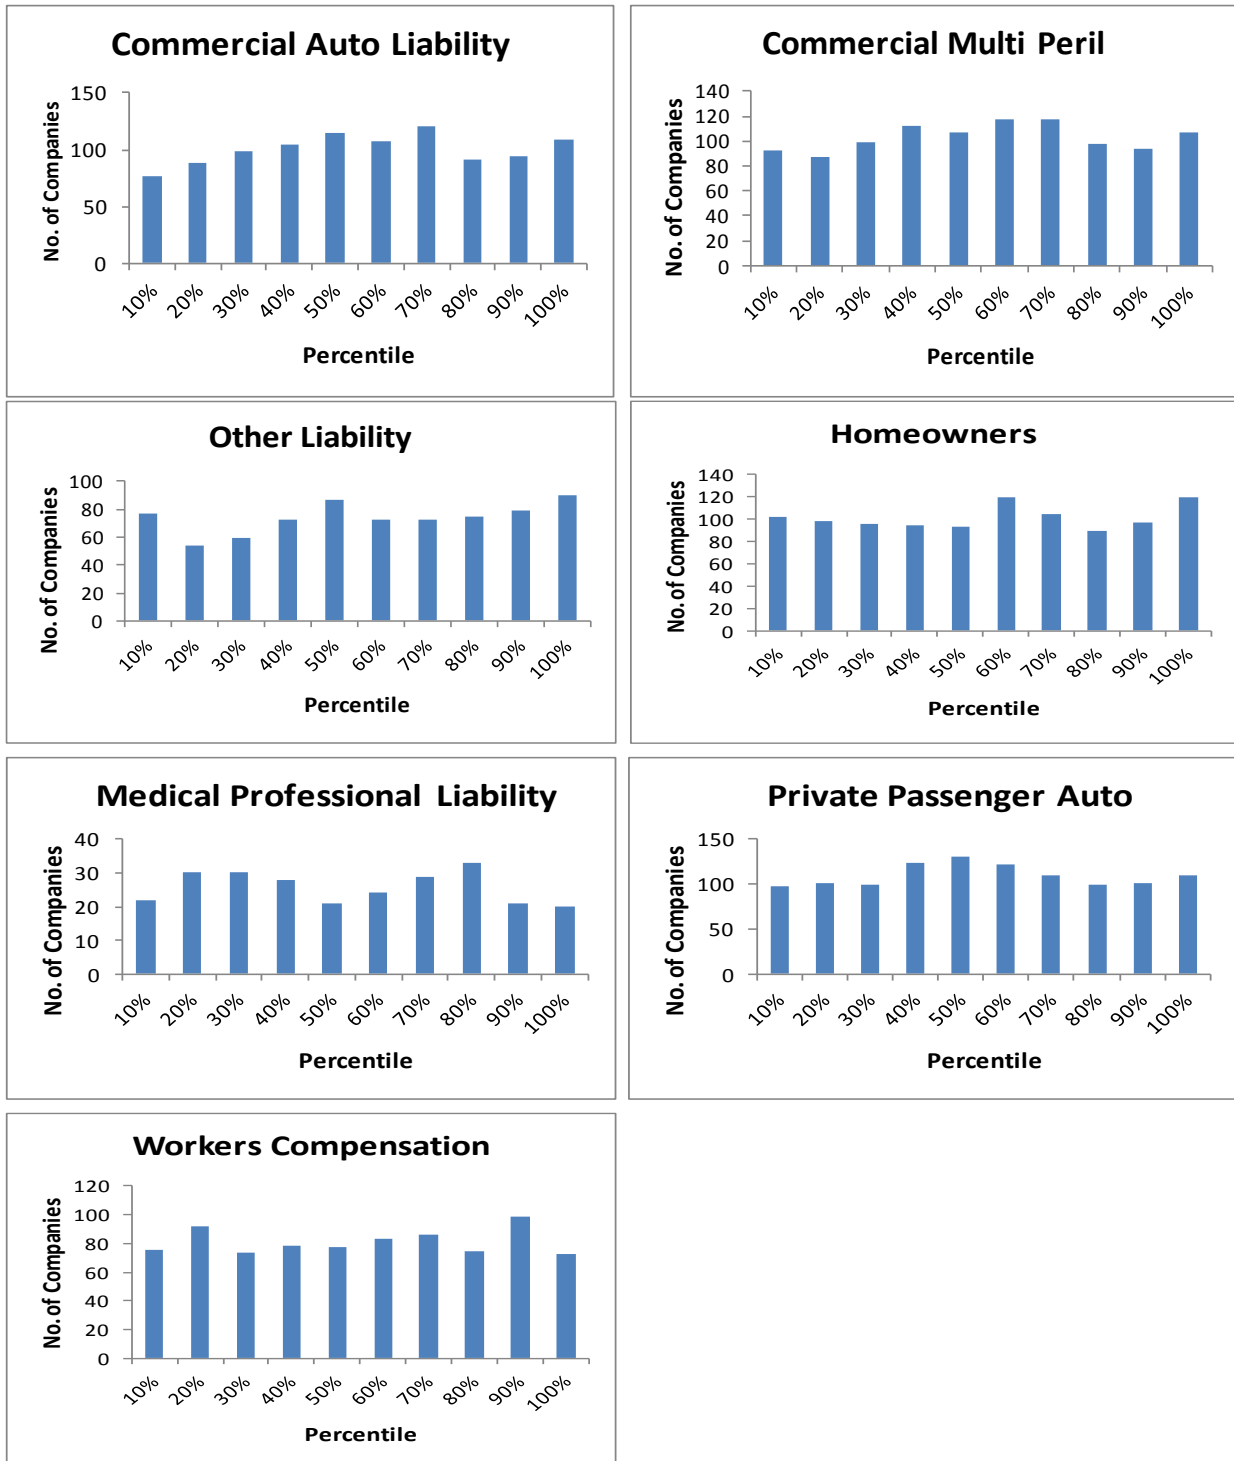 Commercial Auto Liability
No. of Companies
150
100
50
0
10% 20% 30% 40% 50% 60% 70% 80% 90% 100%
Percentile
Commercial Multi Peril
No. of Companies
140
120
100
80
60
40
20
0
10% 20% 30% 40% 50% 60% 70% 80% 90% 100%
Percentile
Other Liability
No. of Companies
100
80
60
40
20
0
10% 20% 30% 40% 50% 60% 70% 80% 90% 100%
Percentile
Homeowners
No. of Companies
140
120
100
80
60
40
20
0
10% 20% 30% 40% 50% 60% 70% 80% 90% 100%
Percentile
Medical Professional Liability
No. of Companies
40
30
20
10
0
10% 20% 30% 40% 50% 60% 70% 80% 90% 100%
Percentile
Private Passenger Auto
No. of Companies
150
100
50
0
10% 20% 30% 40% 50% 60% 70% 80% 90% 100%
Percentile
Workers Compensation
No. of Companies
120
100
80
60
40
20
0
10% 20% 30% 40% 50% 60% 70% 80% 90% 100%
Percentile